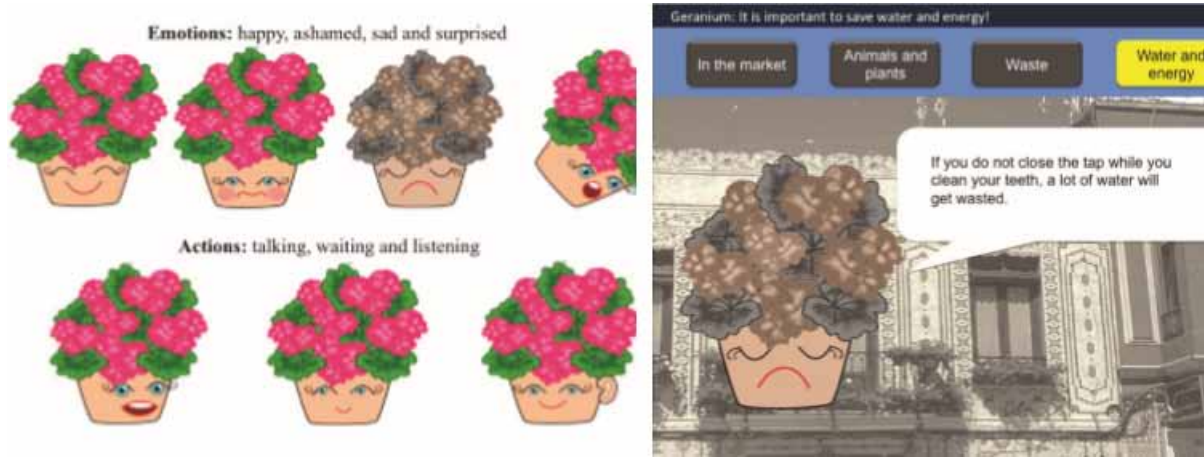 Emotions: happy, ashamed, sad and surprised
Actions: talking, waiting and listening
Geranium: It is important to save water and energy!
In the market
Animals and
plants
Waste
Water and
energy
If you do not close the tap while you
clean your teeth, a lot of water will
get wasted.